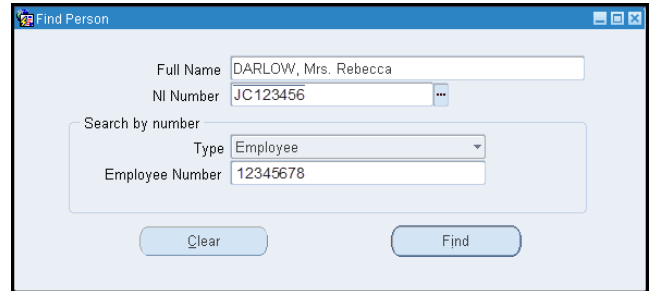 Find Person
Full Name DARLOW, Mrs. Rebecca
NI Number JC123456 ...
Search by number
Type Employee
Employee Number 12345678
Clear Find